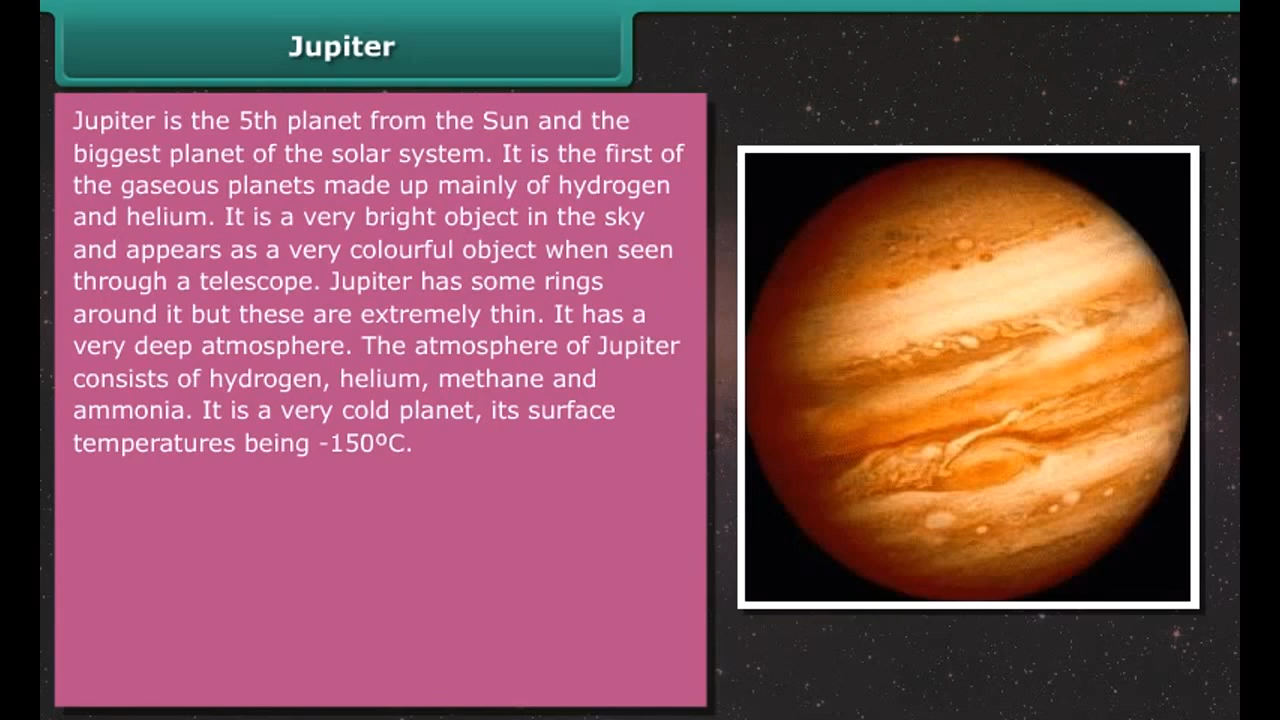 Jupiter
Jupiter is the 5th planet from the Sun and the
biggest planet of the solar system. It is the first of
the gaseous planets made up mainly of hydrogen
and helium. It is a very bright object in the sky
and appears as a very colourful object when seen
through a telescope. Jupiter has some rings
around it but these are extremely thin. It has a
very deep atmosphere. The atmosphere of Jupiter
consists of hydrogen, helium, methane and
ammonia. It is a very cold planet, its surface
temperatures being -150ºC.